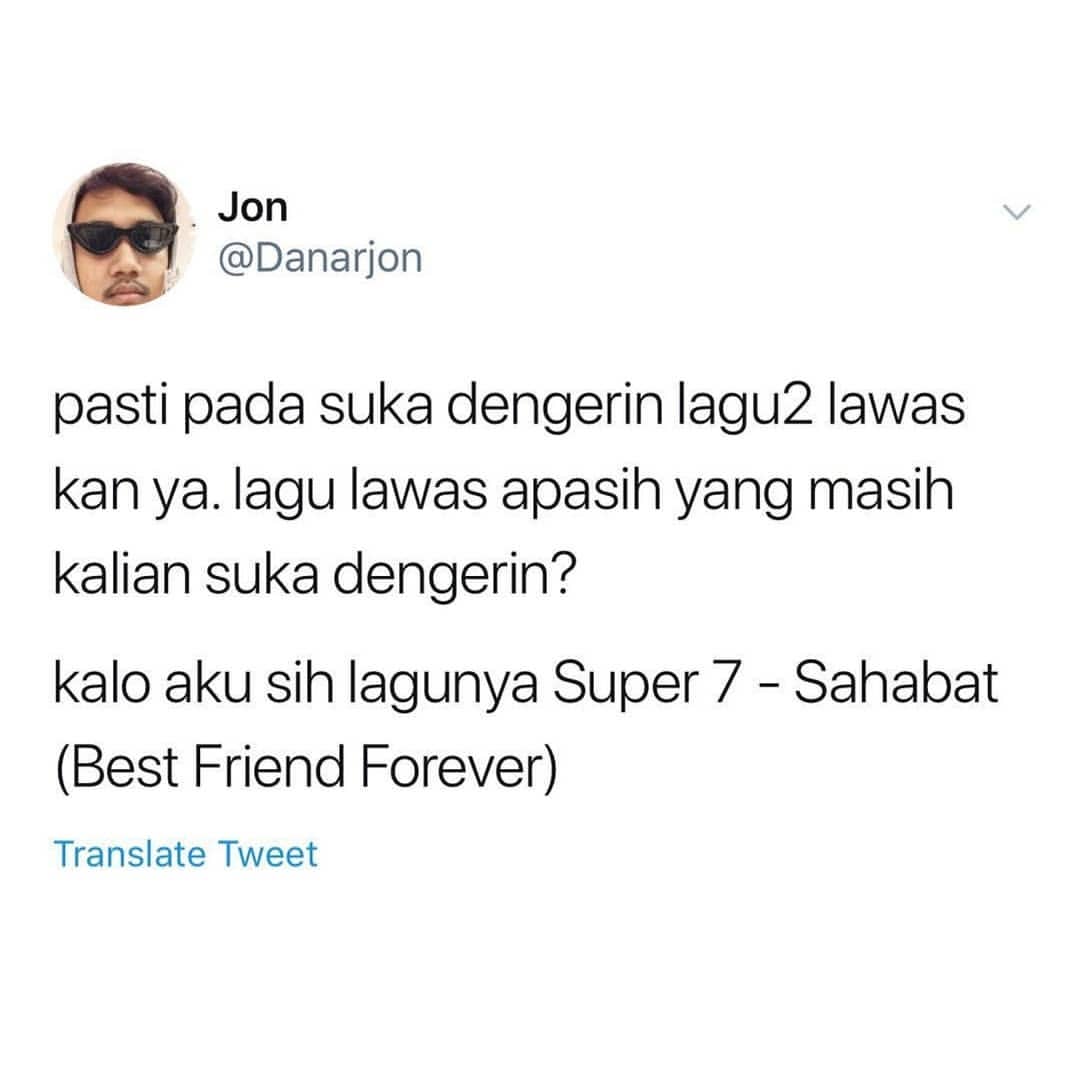 Jon
@Danarjon
pasti pada suka dengerin lagu2 lawas
kan ya. lagu lawas apasih yang masih
kalian suka dengerin?
kalo aku sih lagunya Super 7 - Sahabat
(Best Friend Forever)
Translate Tweet